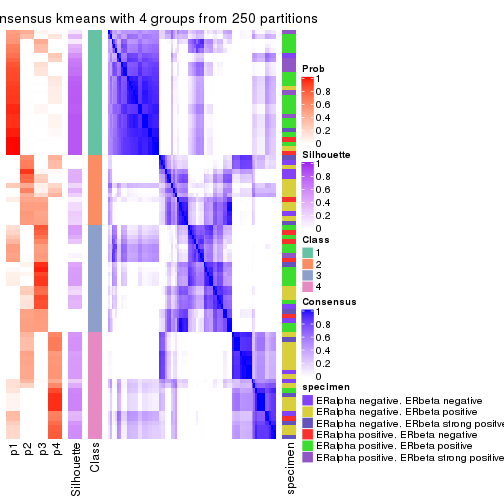 nsensus kmeans with 4 groups from 250 partitions
Prob
1
0.8
0.6
0.4
0.2
0
Silhouette
1
0.8
0.6
0.4
0.2
0
Class
1
2
3
4
Consensus
1
0.8
0.6
0.4
0.2
0
specimen
ERalpha negative. ERbeta negative
ERalpha negative. ERbeta positive
ERalpha negative. ERbeta strong positive
ERalpha positive. ERbeta negative
ERalpha positive. ERbeta positive
ERalpha positive. ERbeta strong positive
p1
p2
p3
p4
Silhouette
Class
specimen